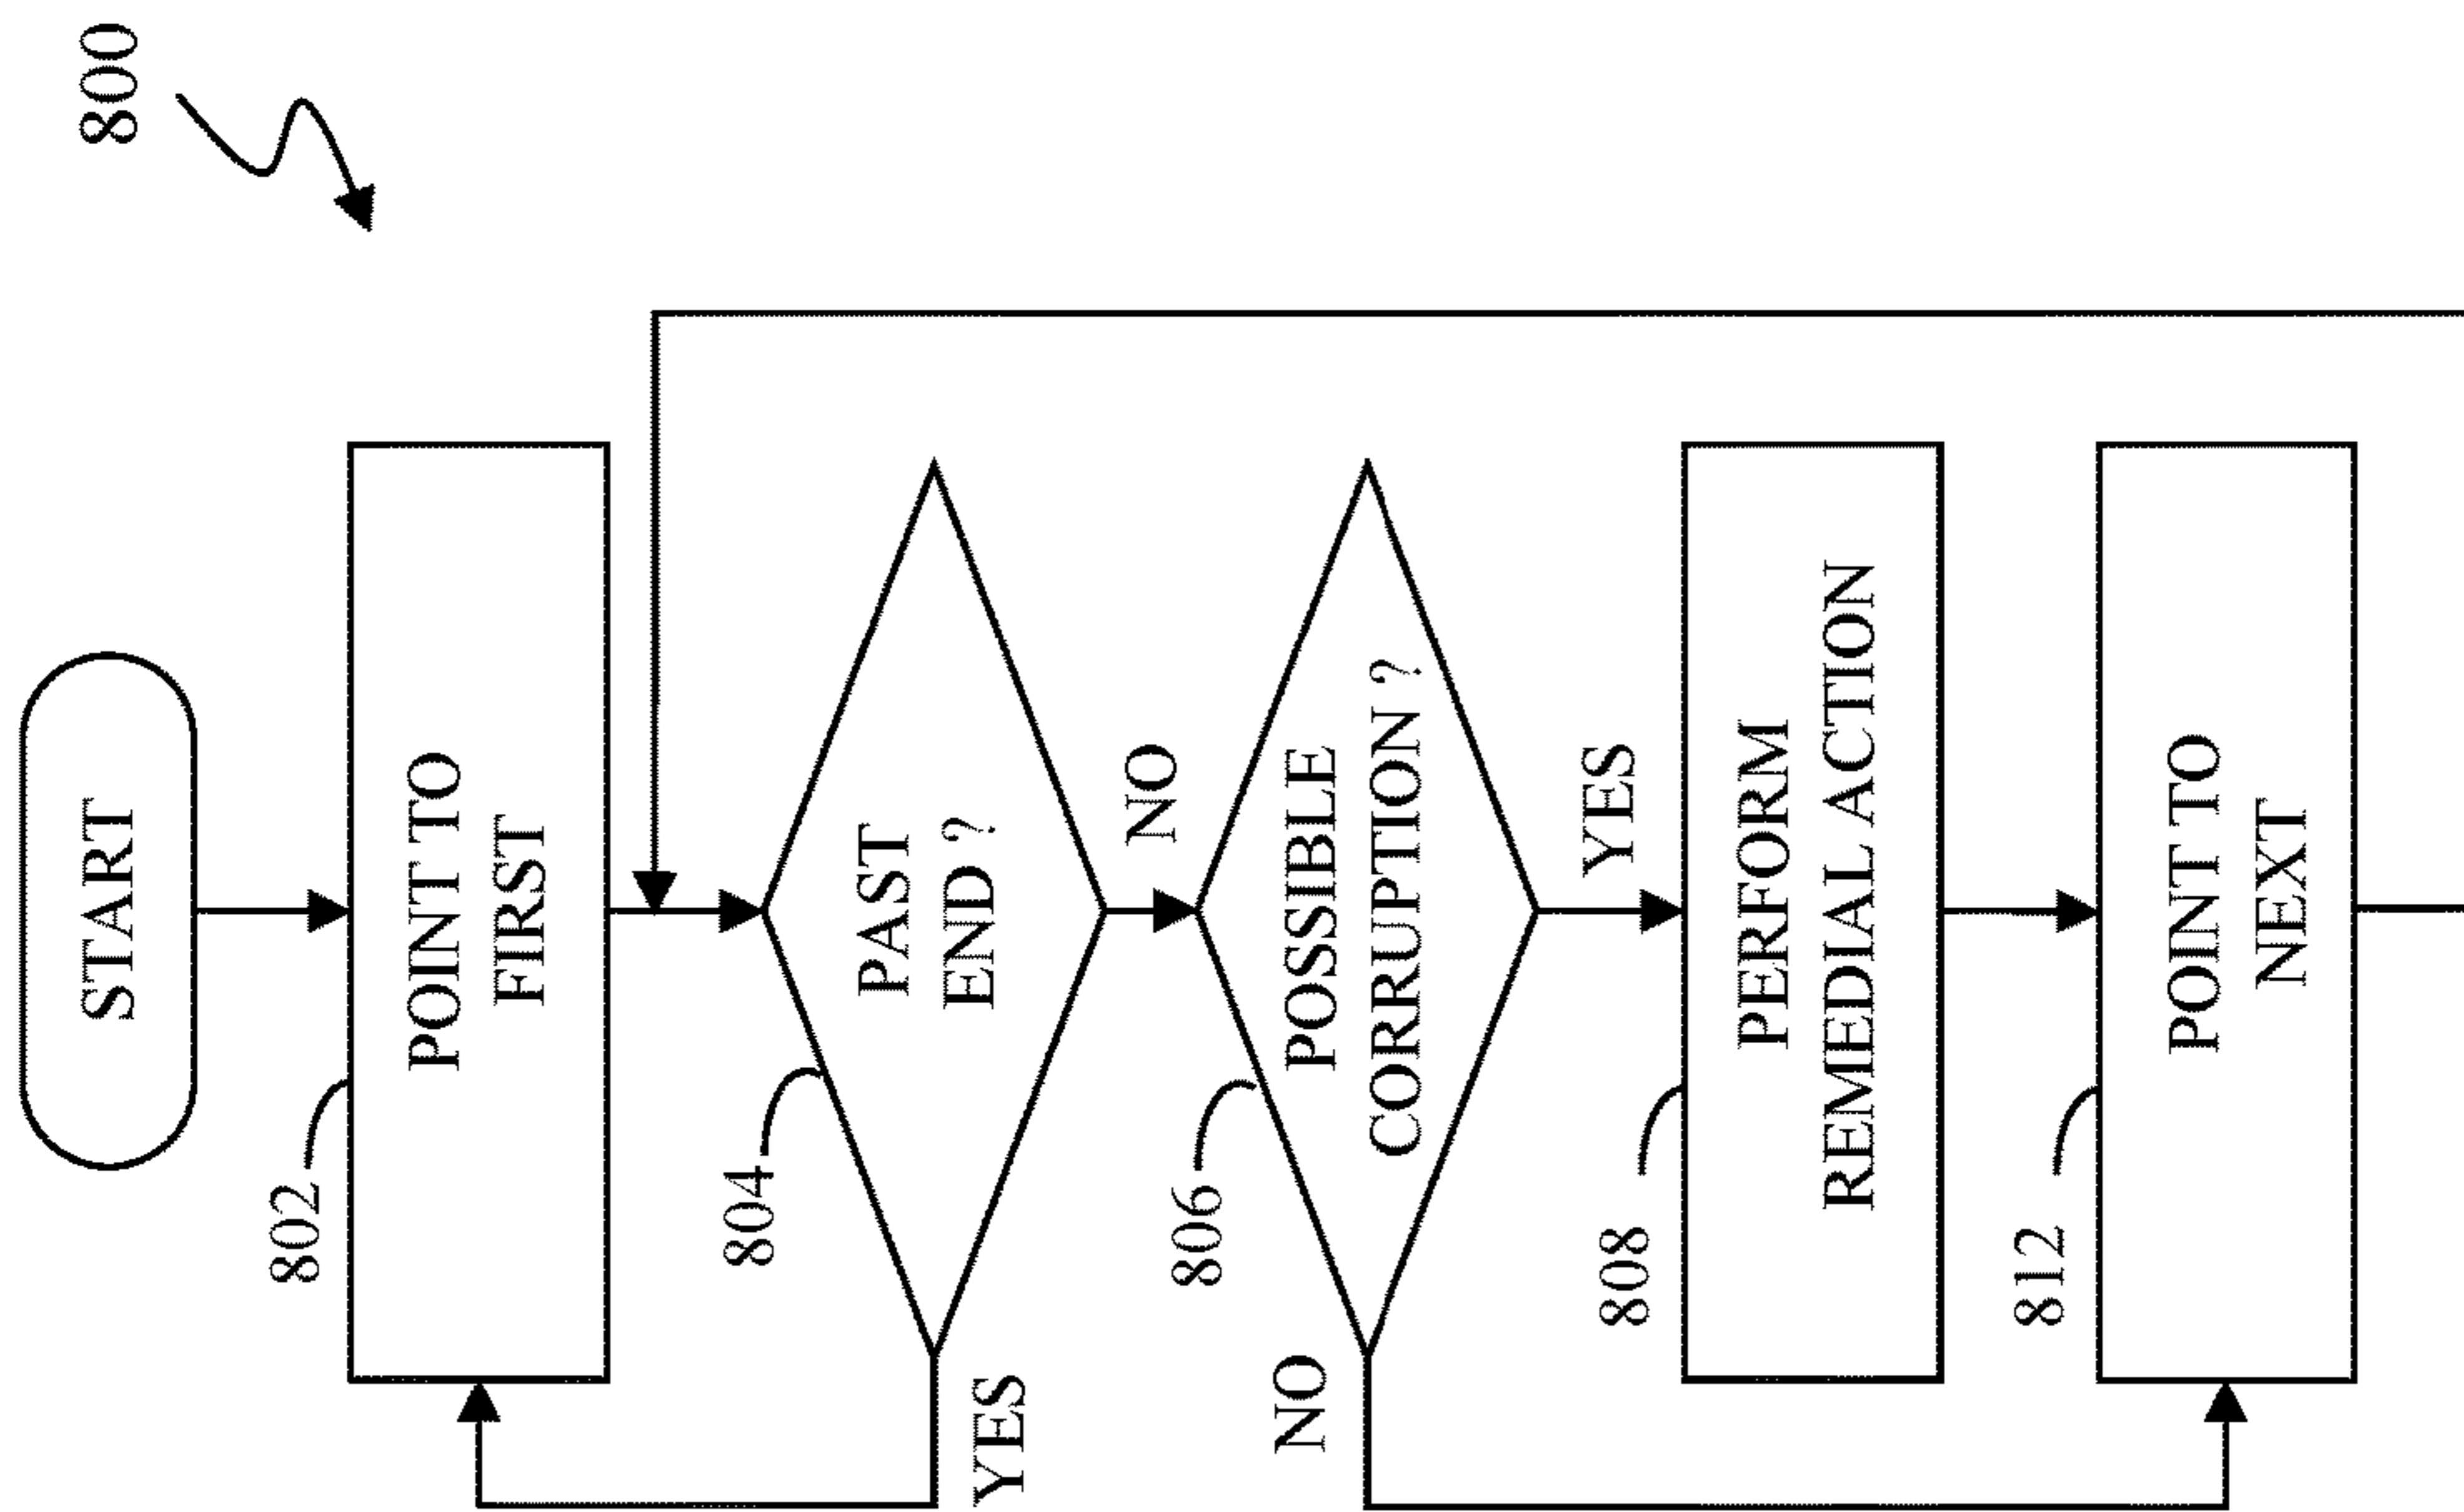 800
START
802
POINT TO
FIRST
804
PAST
END ?
YES
NO
806
POSSIBLE
CORRUPTION ?
NO
YES
808
PERFORM
REMEDIAL ACTION
812
POINT TO
NEXT